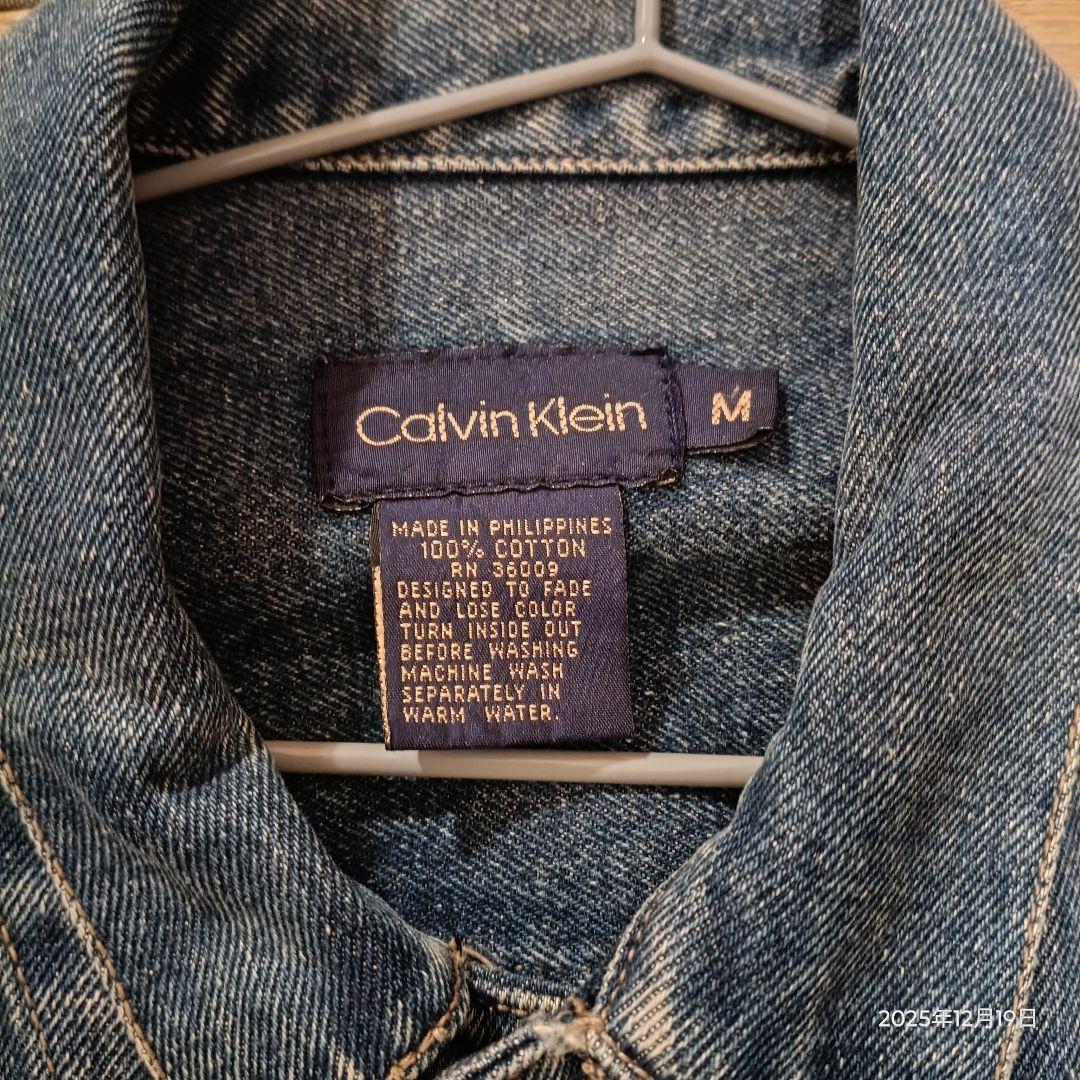 Calvin Klein
M
MADE IN PHILIPPINES
100% COTTON
RN 36009
DESIGNED TO FADE
AND LOSE COLOR
TURN INSIDE OUT
BEFORE WASHING
MACHINE WASH
SEPARATELY IN
WARM WATER.
2025年12月19日